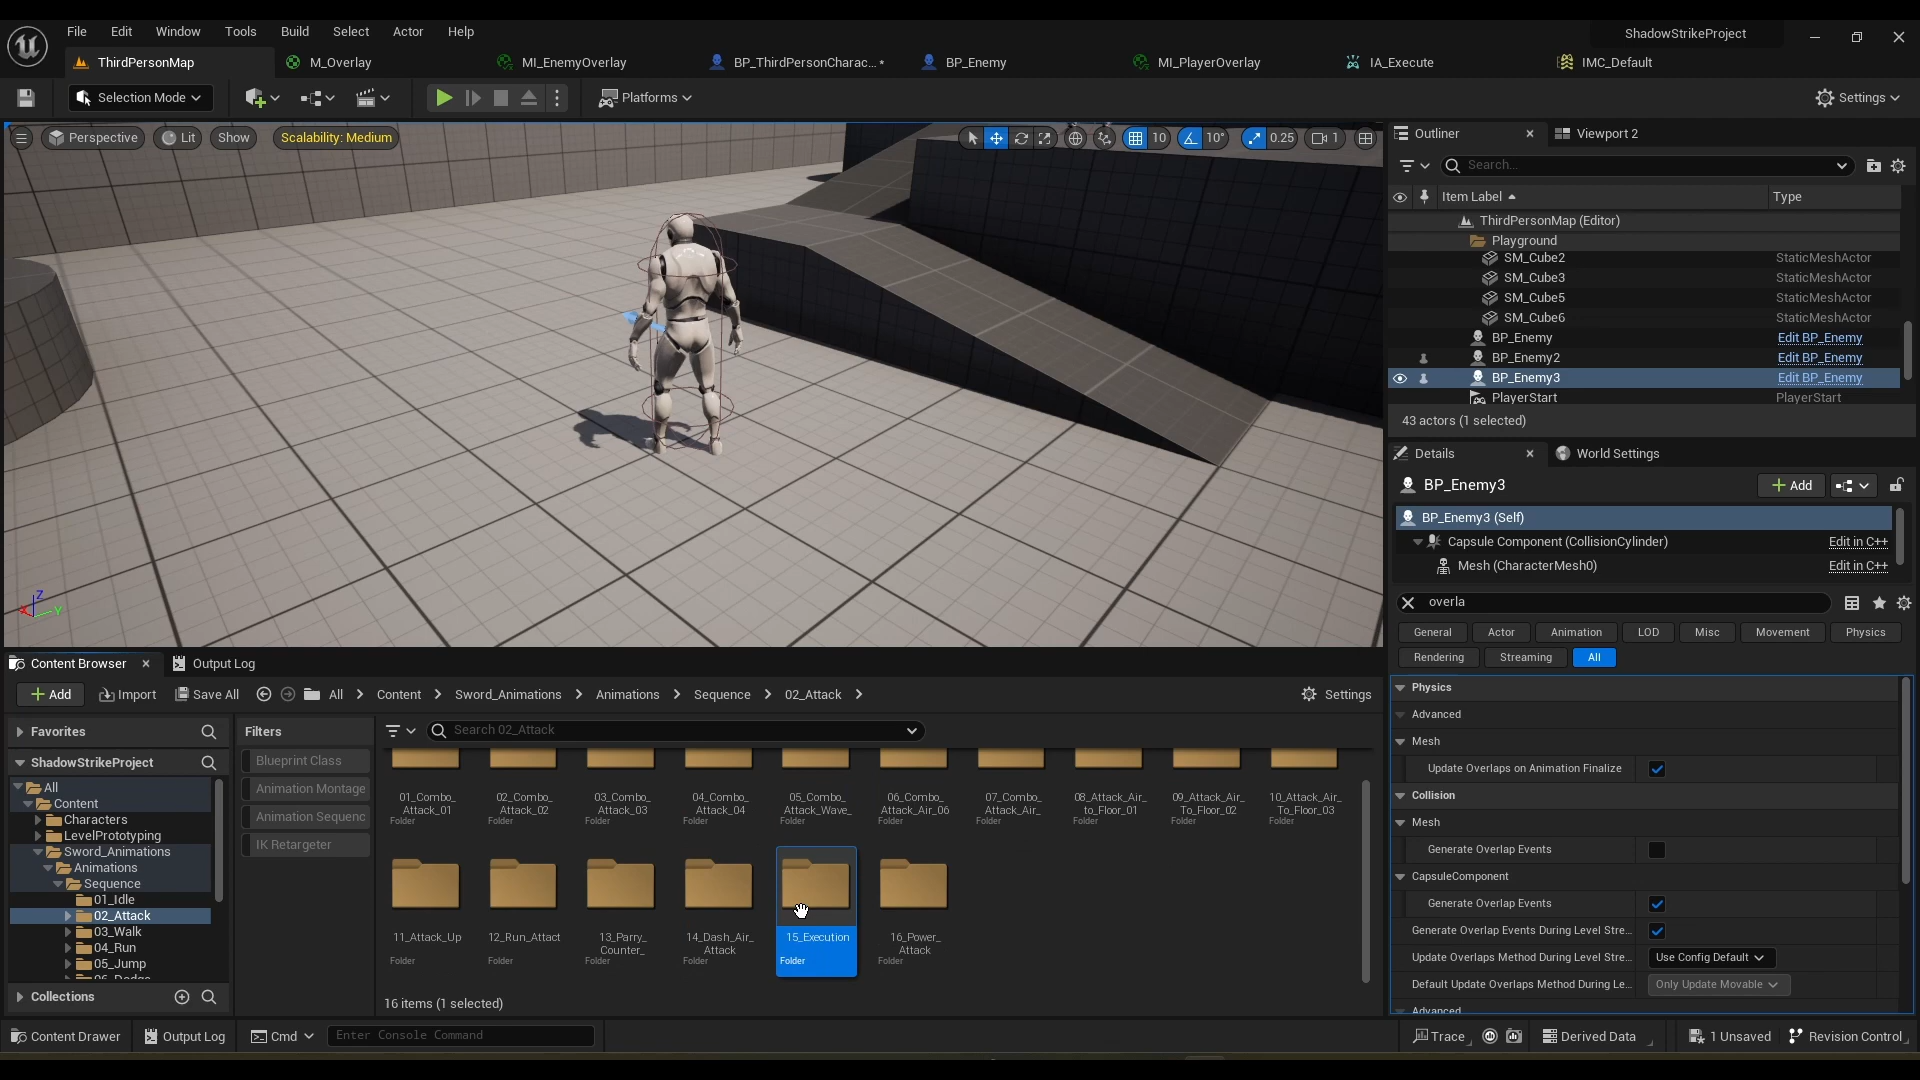 File Edit Window Tools Build Select Actor Help
ShadowStrikeProject
ThirdPersonMap
M_Overlay
MI_EnemyOverlay
BP_ThirdPersonCharac...*
BP_Enemy
MI_PlayerOverlay
IA_Execute
IMC_Default
Selection Mode
Platforms
Settings
Perspective
Lit
Show
Scalability: Medium
10
10°
0.25
1
Z
X
Y
Outliner
Viewport 2
Search...
Item Label
Type
ThirdPersonMap (Editor)
Playground
SM_Cube2 StaticMeshActor
SM_Cube3 StaticMeshActor
SM_Cube5 StaticMeshActor
SM_Cube6 StaticMeshActor
BP_Enemy Edit BP_Enemy
BP_Enemy2 Edit BP_Enemy
BP_Enemy3 Edit BP_Enemy
PlayerStart PlayerStart
43 actors (1 selected)
Details
World Settings
BP_Enemy3
Add
BP_Enemy3 (Self)
Capsule Component (CollisionCylinder) Edit in C++
Mesh (CharacterMesh0) Edit in C++
overla
General Actor Animation LOD Misc Movement Physics
Rendering Streaming All
Physics
Advanced
Mesh
Update Overlaps on Animation Finalize
Collision
Mesh
Generate Overlap Events
CapsuleComponent
Generate Overlap Events
Generate Overlap Events During Level Stre...
Update Overlaps Method During Level Stre... Use Config Default
Default Update Overlaps Method During Le... Only Update Movable
Advanced
Content Browser
Output Log
Add
Import
Save All
All > Content > Sword_Animations > Animations > Sequence > 02_Attack >
Settings
Favorites
ShadowStrikeProject
All
Content
Characters
LevelPrototyping
Sword_Animations
Animations
Sequence
01_Idle
02_Attack
03_Walk
04_Run
05_Jump
06_Dodge
Collections
Filters
Blueprint Class
Animation Montage
Animation Sequenc
IK Retargeter
Search 02_Attack
01_Combo_
Attack_01
Folder
02_Combo_
Attack_02
Folder
03_Combo_
Attack_03
Folder
04_Combo_
Attack_04
Folder
05_Combo_
Attack_Wave_
Folder
06_Combo_
Attack_Air_06
Folder
07_Combo_
Attack_Air_
Folder
08_Attack_Air_
to_Floor_01
Folder
09_Attack_Air_
To_Floor_02
Folder
10_Attack_Air_
To_Floor_03
Folder
11_Attack_Up
Folder
12_Run_Attact
Folder
13_Parry_
Counter_
Folder
14_Dash_Air_
Attack
Folder
15_Execution
Folder
16_Power_
Attack
Folder
16 items (1 selected)
Content Drawer
Output Log
Cmd
Enter Console Command
Trace
Derived Data
1 Unsaved
Revision Control